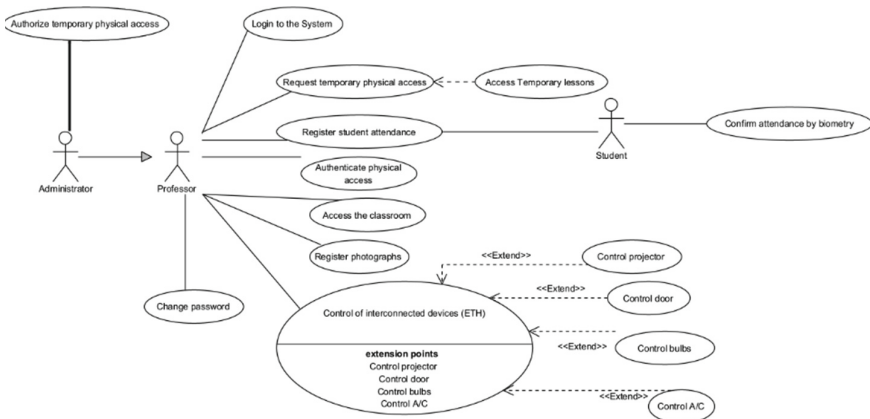 Authorize temporary physical access
Login to the System
Request temporary physical access
Access Temporary lessons
Register student attendance
Confirm attendance by biometry
Student
Administrator
Professor
Authenticate physical
access
Access the classroom
Register photographs
Change password
<<Extend>>
Control projector
<<Extend>>
Control door
<<Extend>>
Control bulbs
<<Extend>>
Control A/C
Control of interconnected devices (ETH)
extension points
Control projector
Control door
Control bulbs
Control A/C